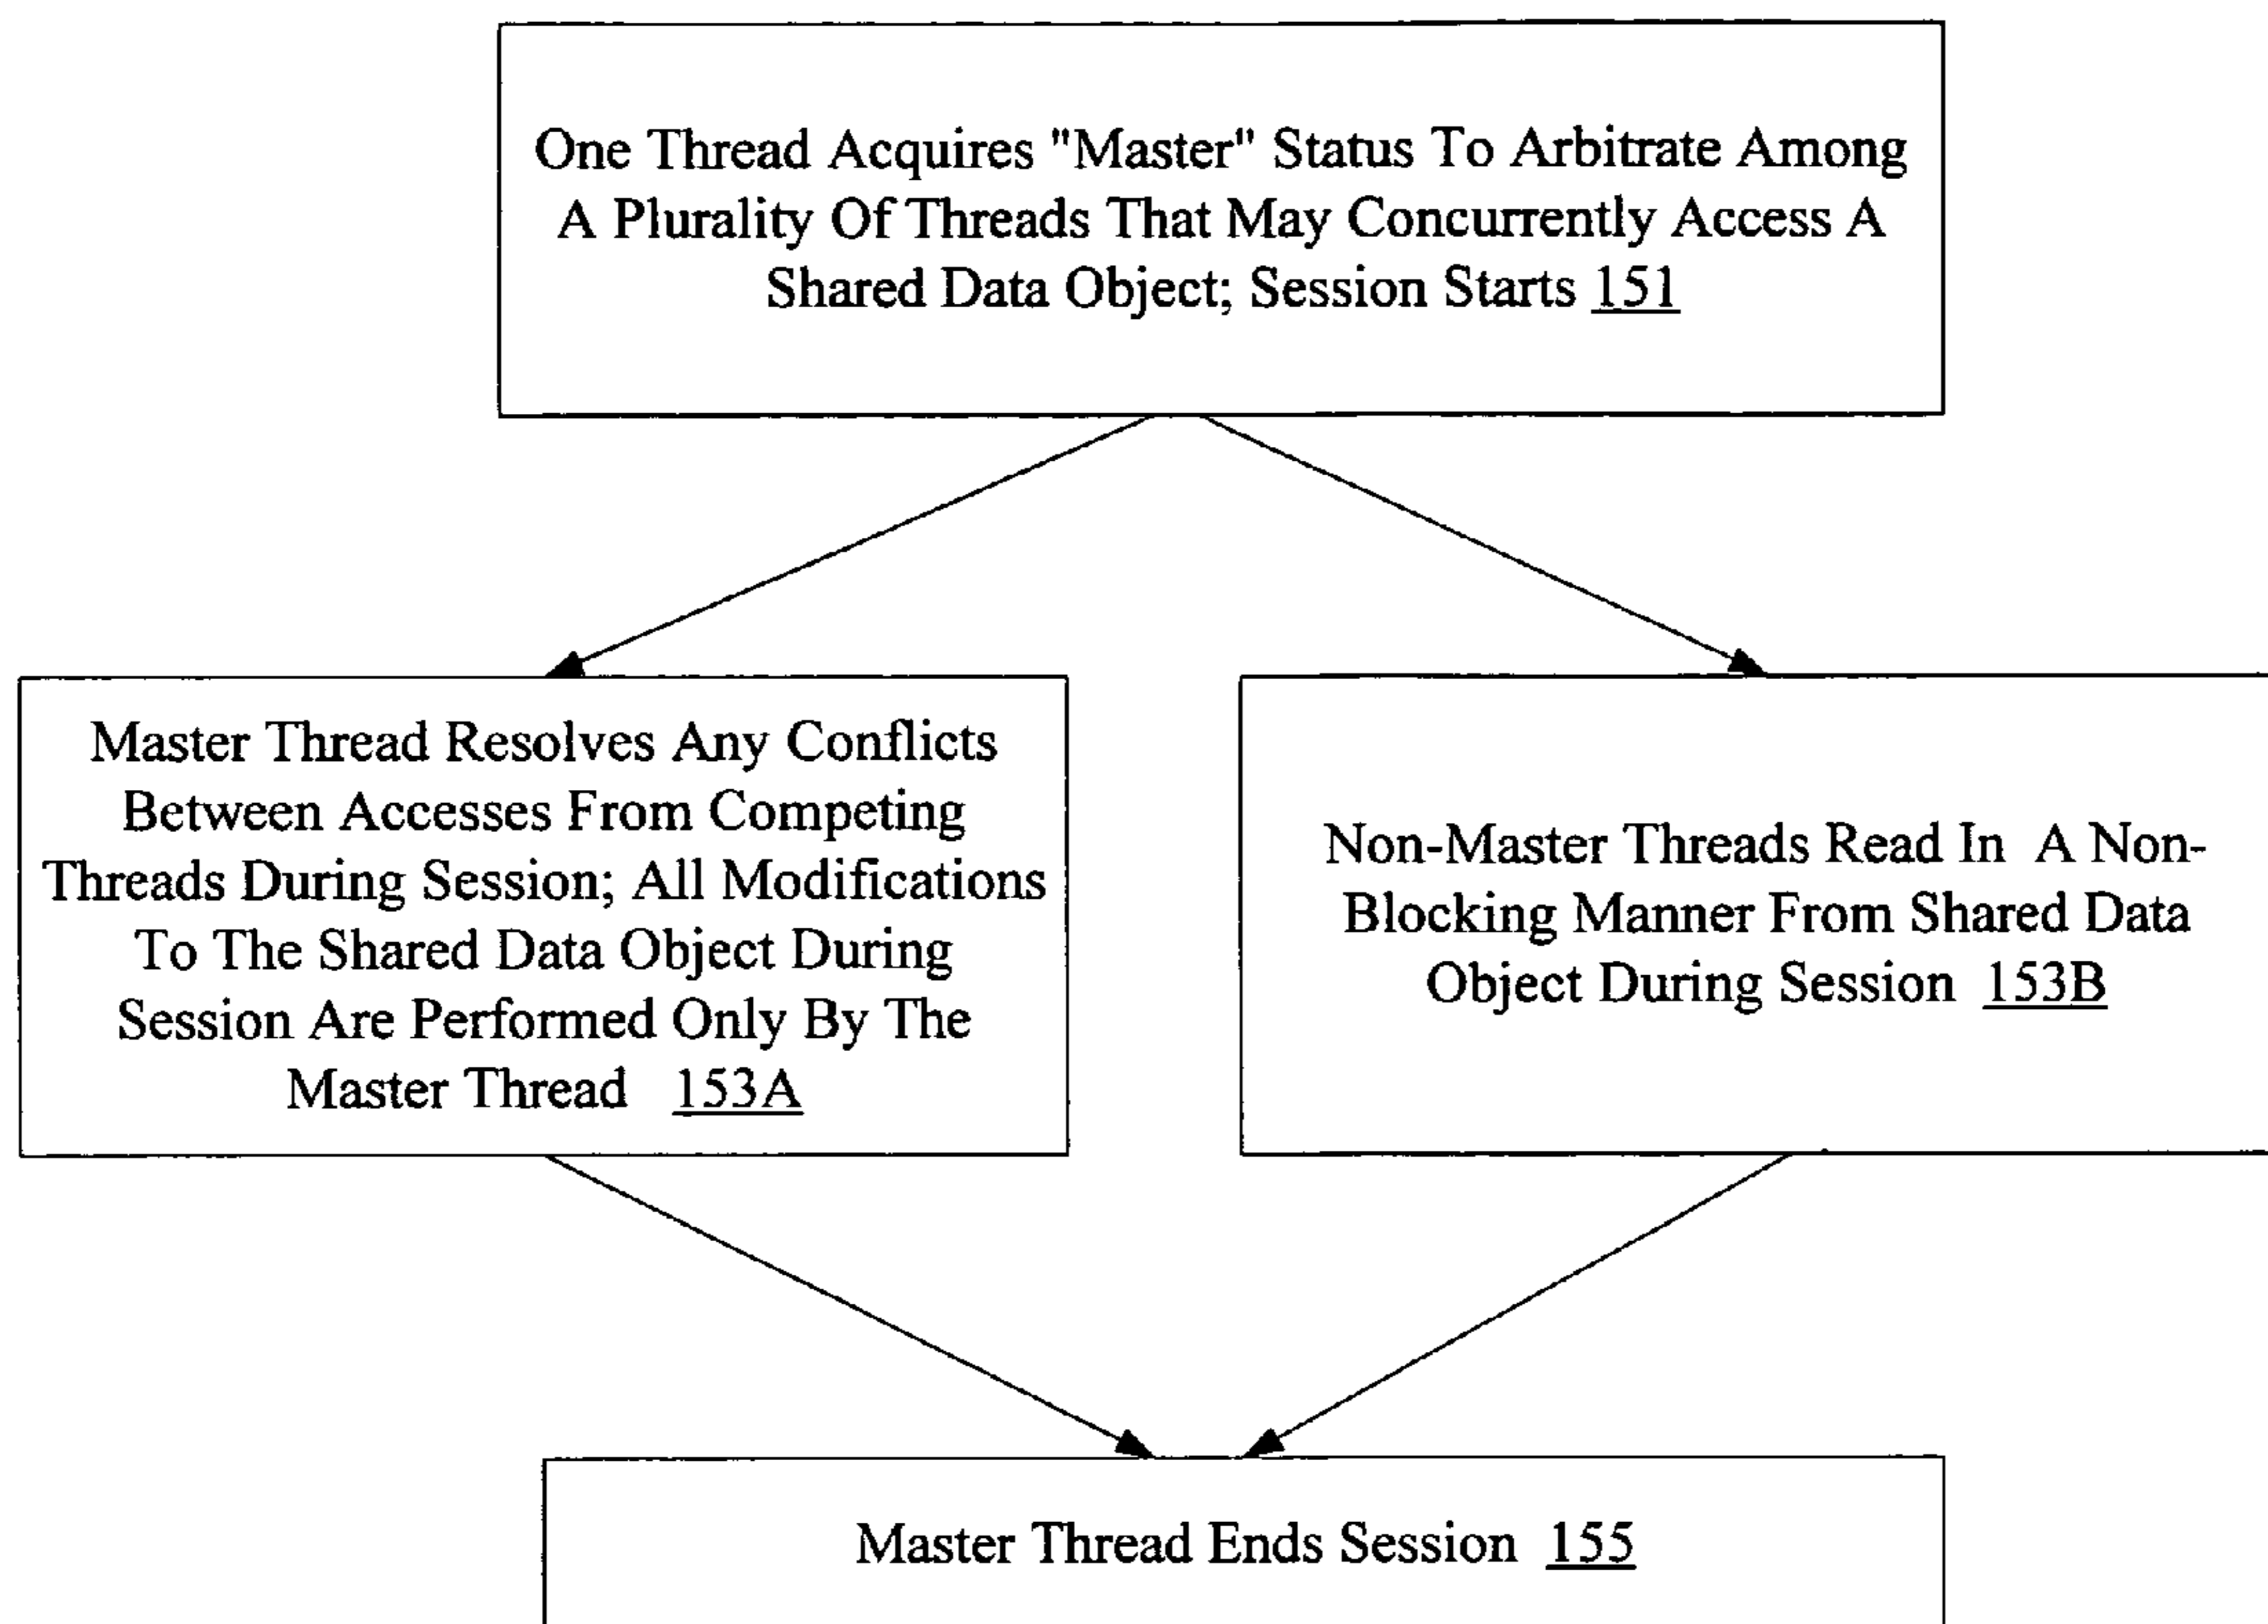 One Thread Acquires "Master" Status To Arbitrate Among
A Plurality Of Threads That May Concurrently Access A
Shared Data Object; Session Starts 151
Master Thread Resolves Any Conflicts
Between Accesses From Competing
Threads During Session; All Modifications
To The Shared Data Object During
Session Are Performed Only By The
Master Thread 153A
Non-Master Threads Read In A Non-
Blocking Manner From Shared Data
Object During Session 153B
Master Thread Ends Session 155